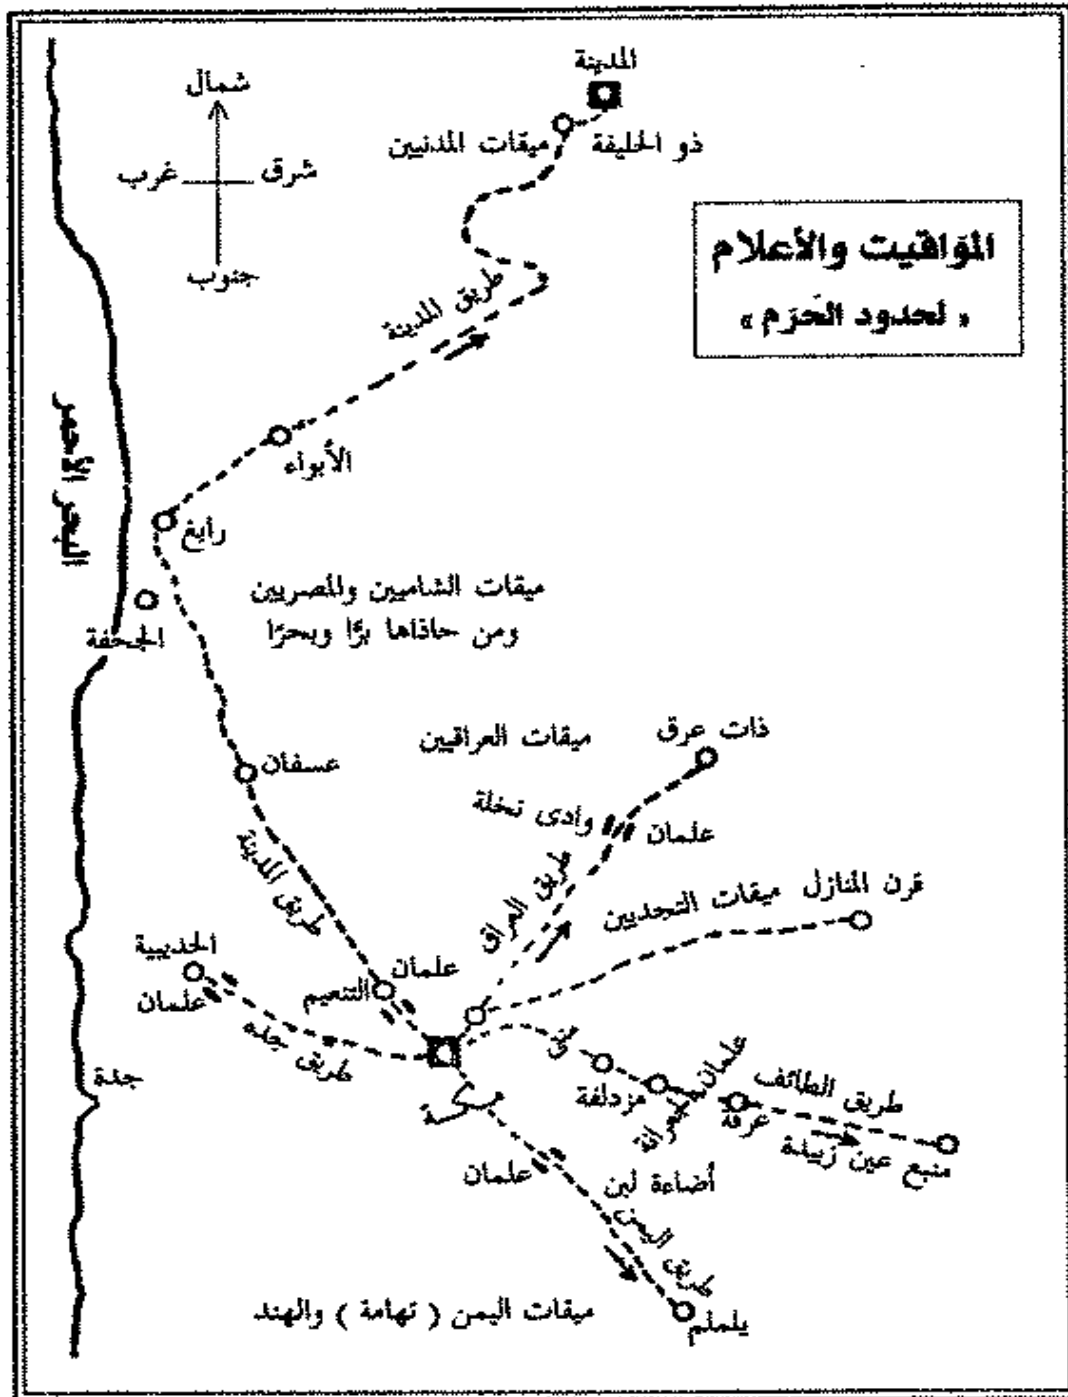 المدينة
شمال
ذو الحليفة
ميقات المدنيين
شرق
غرب
جنوب
المواقيت والأعلام
« لحدود الحَرَم »
طريق المدينة
البحر الأحمر
الأبواء
رابغ
ميقات الشاميين والمصريين
ومن حاذاها برًّا وبحرًا
الجحفة
ذات عرق
ميقات العراقيين
عسفان
وادى نخلة
علمان
طريق المدينة
طريق العراق
قرن المنازل
ميقات النجديين
الحديبية
علمان
علمان
التنعيم
طريق جده
جدة
منى
مزدلفة
علمان
عرفة
طريق الطائف
منبع عين زبيدة
مكة
علمان
أضاءة لبن
طريق اليمن
يلملم
ميقات اليمن ( تهامة ) والهند